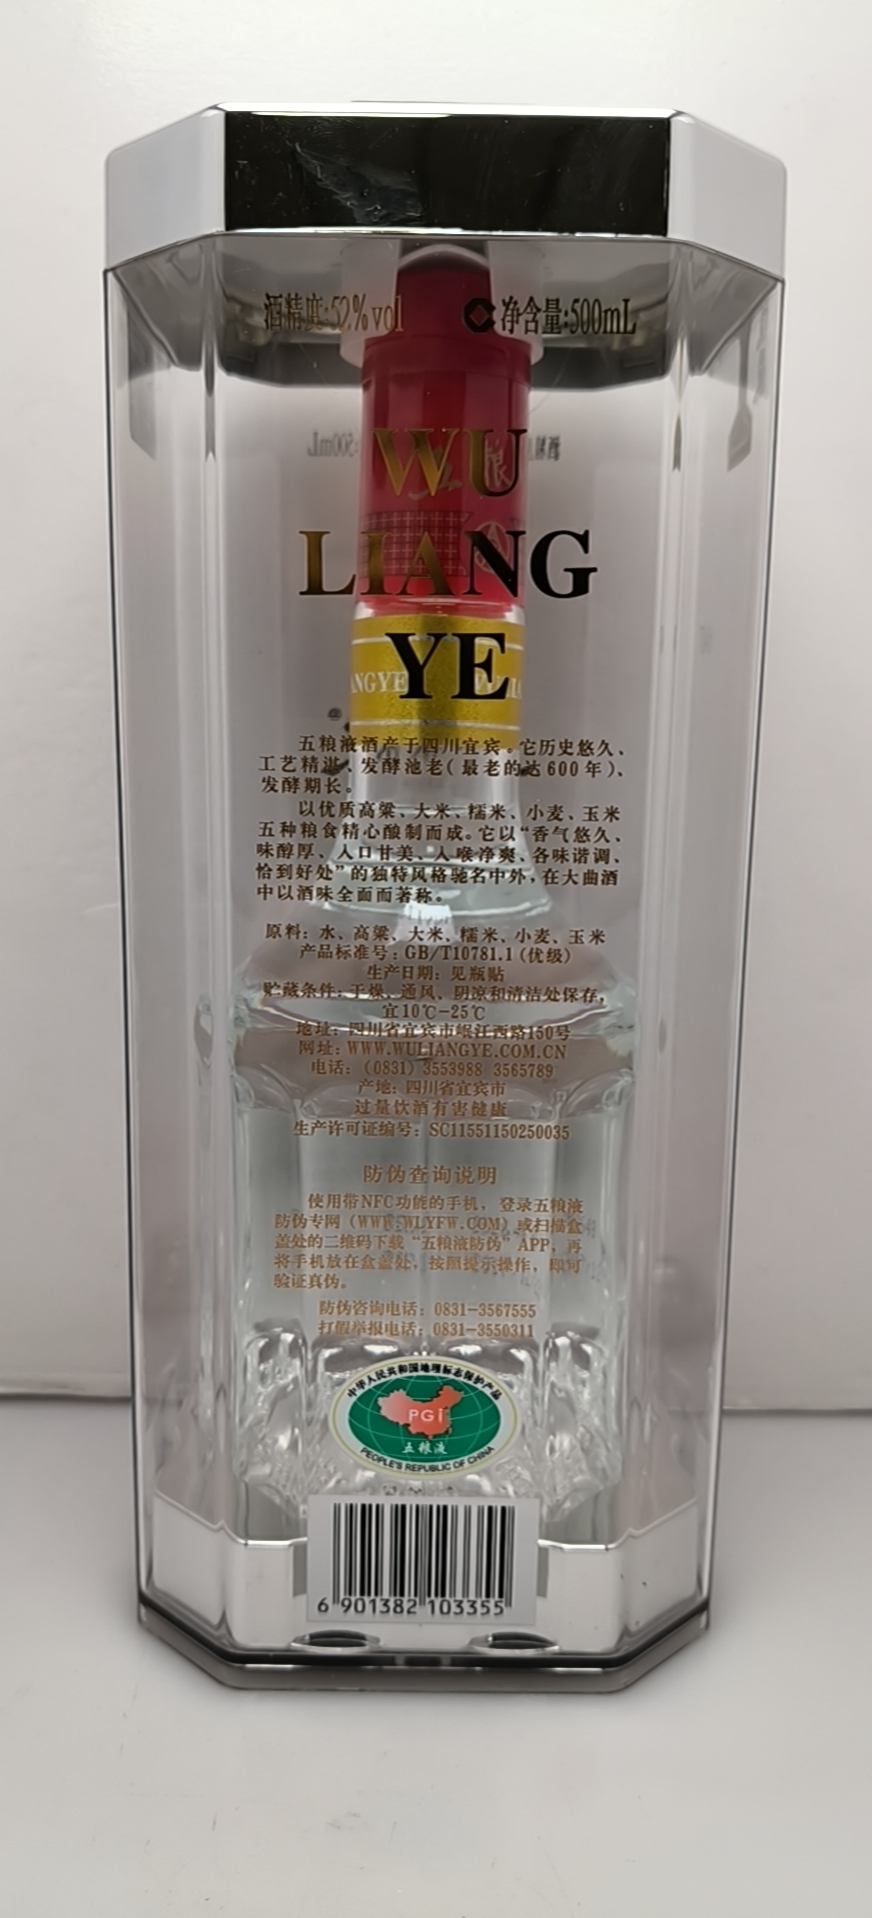 酒精度:52%vol 净含量:500mL
WU
LIANG
YE
五粮液酒产于四川宜宾。它历史悠久、
工艺精湛、发酵池老(最老的达600年)、
发酵期长。
以优质高粱、大米、糯米、小麦、玉米
五种粮食精心酿制而成。它以“香气悠久、
味醇厚、入口甘美、入喉净爽、各味谐调、
恰到好处”的独特风格驰名中外,在大曲酒
中以酒味全面而著称。
原料: 水、高粱、大米、糯米、小麦、玉米
产品标准号: GB/T10781.1 (优级)
生产日期: 见瓶贴
贮藏条件: 干燥、通风、阴凉和清洁处保存,
宜10℃-25℃
地址: 四川省宜宾市岷江西路150号
网址: WWW.WULIANGYE.COM.CN
电话: (0831) 3553988 3565789
产地: 四川省宜宾市
过量饮酒有害健康
生产许可证编号: SC11551150250035
防伪查询说明
使用带NFC功能的手机, 登录五粮液
防伪专网 (WWW.WLYFW.COM) 或扫描盒
盖处的二维码下载 “五粮液防伪” APP, 再
将手机放在盒盖处, 按照提示操作, 即可
验证真伪。
防伪咨询电话: 0831-3567555
打假举报电话: 0831-3550311
中华人民共和国地理标志保护产品
PGI
五粮液
PEOPLE'S REPUBLIC OF CHINA
6 901382 103355